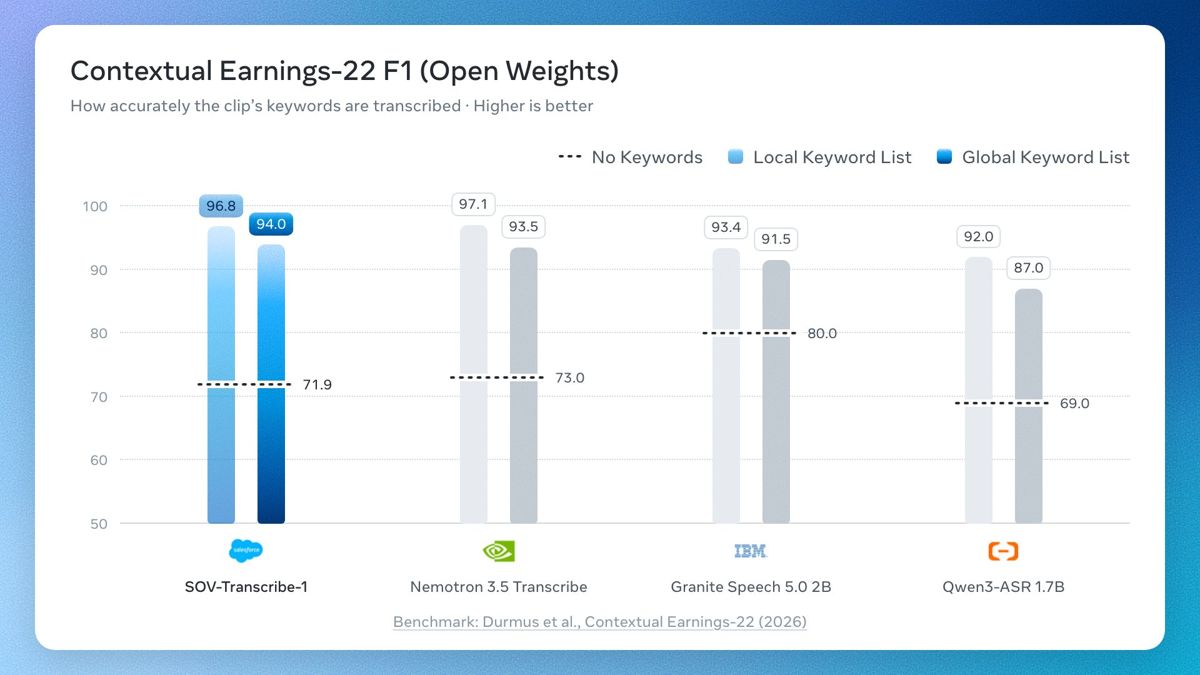 Contextual Earnings-22 F1 (Open Weights)
How accurately the clip's keywords are transcribed · Higher is better
No Keywords
Local Keyword List
Global Keyword List
100
90
80
70
60
50
96.8
94.0
71.9
97.1
93.5
73.0
93.4
91.5
80.0
92.0
87.0
69.0
salesforce
IBM
SOV-Transcribe-1
Nemotron 3.5 Transcribe
Granite Speech 5.0 2B
Qwen3-ASR 1.7B
Benchmark: Durmus et al., Contextual Earnings-22 (2026)